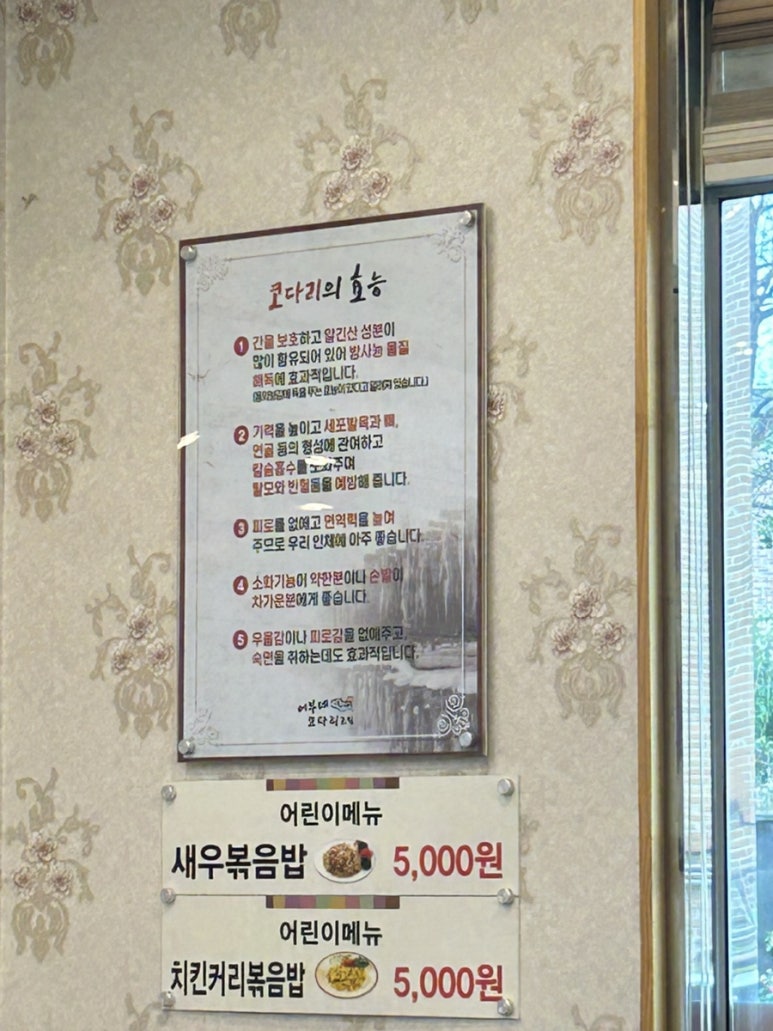 코다리의 효능
1 간을 보호하고 알긴산 성분이
많이 함유되어 있어 방사능 물질
해독에 효과적입니다.
2 기력을 높이고 세포발육과 뼈,
연골 등의 형성에 관여하고
칼슘흡수를 도와주며
탈모와 빈혈등을 예방해 줍니다.
3 피로를 없애고 면역력을 높여
주므로 우리 인체에 아주 좋습니다.
4 소화기능이 약한분이나 손발이
차가운분에게 좋습니다.
5 우울감이나 피로감을 없애주고,
숙면을 취하는데도 효과적입니다.
어부네
코다리조림
어린이메뉴
새우볶음밥 5,000원
어린이메뉴
치킨커리볶음밥 5,000원